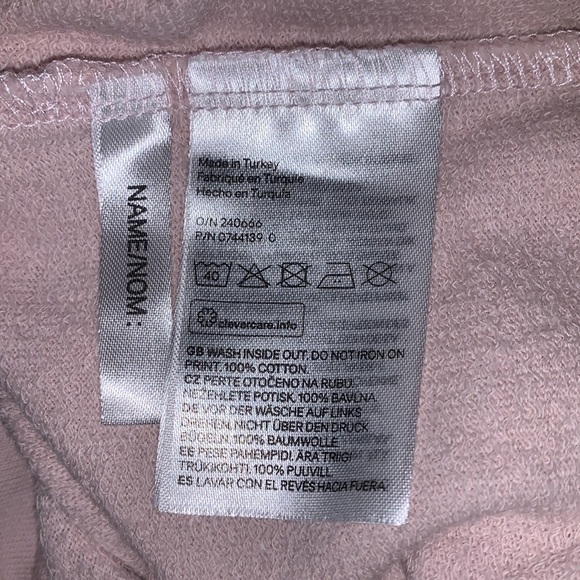 NAME/NOM:
Made in Turkey
Fabriqué en Turquie
Hecho en Turquía
O/N 240666
P/N 0744139 0
40
clevercare.info
GB WASH INSIDE OUT. DO NOT IRON ON
PRINT. 100% COTTON.
CZ PERTE OTOČENO NA RUBU.
NEŽEHLETE POTISK. 100% BAVLNA.
DE VOR DER WÄSCHE AUF LINKS
DREHEN. NICHT ÜBER DEN DRUCK
BÜGELN. 100% BAUMWOLLE
EE PESE PAHEMPIDI. ÄRA TRIIGI
TRÜKIKOHTI. 100% PUUVILL
ES LAVAR CON EL REVÉS HACIA FUERA.